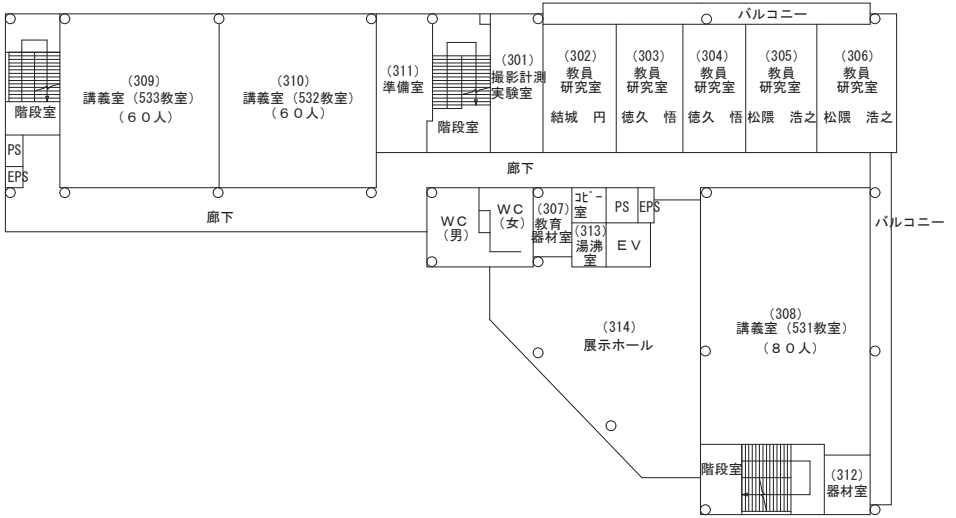 バルコニー
(309)
講義室（533教室）
（６０人）
(310)
講義室（532教室）
（６０人）
(311)
準備室
(301)
撮影計測
実験室
(302)
教員
研究室
結城　円
(303)
教員
研究室
徳久　悟
(304)
教員
研究室
徳久　悟
(305)
教員
研究室
松隈　浩之
(306)
教員
研究室
松隈　浩之
階段室
階段室
PS
EPS
廊下
廊下
ＷＣ
（男）
ＷＣ
（女）
(307)
教育
器材室
ｺﾋﾟｰ
室
PS
EPS
(313)
湯沸
室
ＥＶ
バルコニー
(314)
展示ホール
(308)
講義室（531教室）
（８０人）
階段室
(312)
器材室